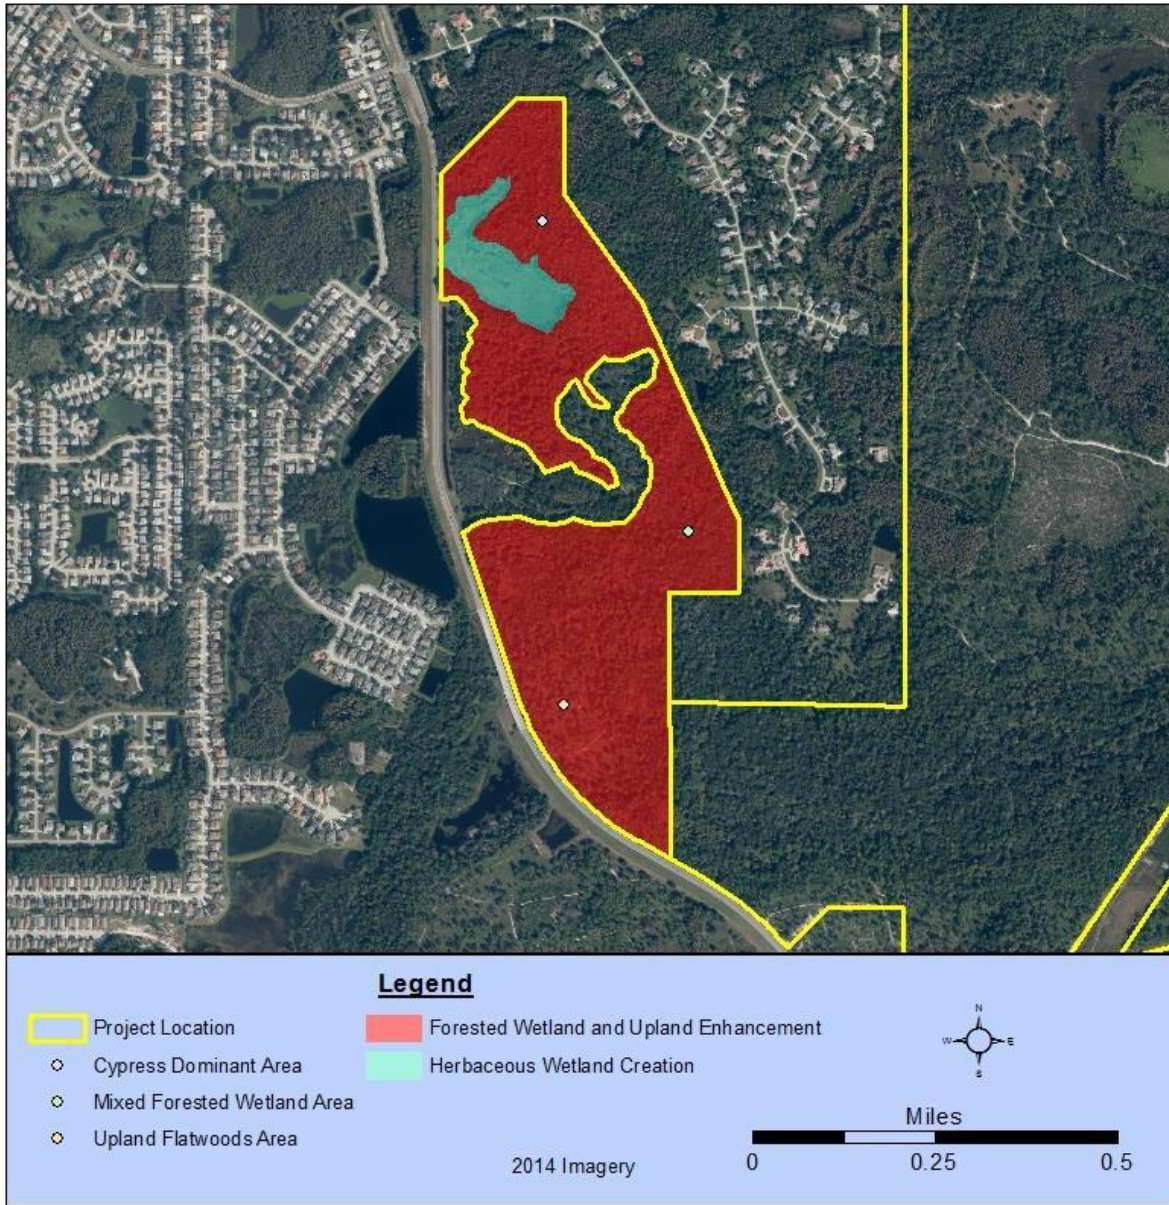 Legend
Project Location
Cypress Dominant Area
Mixed Forested Wetland Area
Upland Flatwoods Area
Forested Wetland and Upland Enhancement
Herbaceous Wetland Creation
N
W E
S
Miles
0 0.25 0.5
2014 Imagery